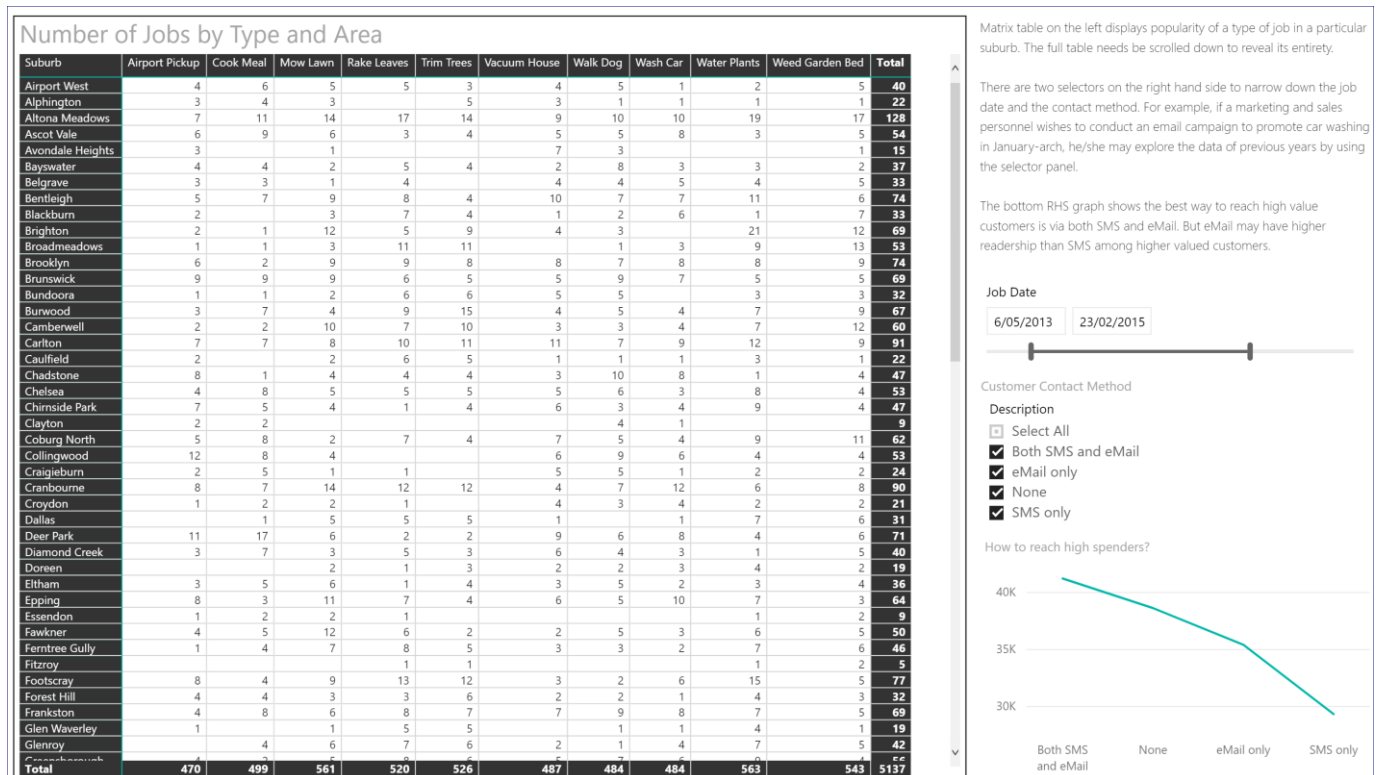 Number of Jobs by Type and Area
Suburb Airport Pickup Cook Meal Mow Lawn Rake Leaves Trim Trees Vacuum House Walk Dog Wash Car Water Plants Weed Garden Bed Total
Airport West 4 6 5 5 3 4 5 1 2 5 40
Alphington 3 4 3 5 3 1 1 1 1 22
Altona Meadows 7 11 14 17 14 9 10 10 19 17 128
Ascot Vale 6 9 6 3 4 5 5 8 3 5 54
Avondale Heights 3 1 7 3 1 15
Bayswater 4 4 2 5 4 2 8 3 3 2 37
Belgrave 3 3 1 4 4 4 5 4 5 33
Bentleigh 5 7 9 8 4 10 7 7 11 6 74
Blackburn 2 3 7 4 1 2 6 1 7 33
Brighton 2 1 12 5 9 4 3 21 12 69
Broadmeadows 1 1 3 11 11 1 3 9 13 53
Brooklyn 6 2 9 9 8 8 7 8 8 9 74
Brunswick 9 9 9 6 5 5 9 7 5 5 69
Bundoora 1 1 2 6 6 5 5 3 3 32
Burwood 3 7 4 9 15 4 5 4 7 9 67
Camberwell 2 2 10 7 10 3 3 4 7 12 60
Carlton 7 7 8 10 11 11 7 9 12 9 91
Caulfield 2 2 6 5 1 1 1 3 1 22
Chadstone 8 1 4 4 4 3 10 8 1 4 47
Chelsea 4 8 5 5 5 5 6 3 8 4 53
Chirnside Park 7 5 4 1 4 6 3 4 9 4 47
Clayton 2 2 4 1 9
Coburg North 5 8 2 7 4 7 5 4 9 11 62
Collingwood 12 8 4 6 9 6 4 4 53
Craigieburn 2 5 1 1 5 5 1 2 2 24
Cranbourne 8 7 14 12 12 4 7 12 6 8 90
Croydon 1 2 2 1 4 3 4 2 2 21
Dallas 1 5 5 5 1 1 7 6 31
Deer Park 11 17 6 2 2 9 6 8 4 6 71
Diamond Creek 3 7 3 5 3 6 4 3 1 5 40
Doreen 2 1 3 2 2 3 4 2 19
Eltham 3 5 6 1 4 3 5 2 3 4 36
Epping 8 3 11 7 4 6 5 10 7 3 64
Essendon 1 2 2 1 1 2 9
Fawkner 4 5 12 6 2 2 5 3 6 5 50
Ferntree Gully 1 4 7 8 5 3 3 2 7 6 46
Fitzroy 1 1 1 2 5
Footscray 8 4 9 13 12 3 2 6 15 5 77
Forest Hill 4 4 3 3 6 2 2 1 4 3 32
Frankston 4 8 6 8 7 7 9 8 7 5 69
Glen Waverley 1 1 5 5 1 1 4 1 19
Glenroy 4 6 7 6 2 1 4 7 5 42
Total 470 499 561 520 526 487 484 484 563 543 5137
Matrix table on the left displays popularity of a type of job in a particular
suburb. The full table needs be scrolled down to reveal its entirety.
There are two selectors on the right hand side to narrow down the job
date and the contact method. For example, if a marketing and sales
personnel wishes to conduct an email campaign to promote car washing
in January-arch, he/she may explore the data of previous years by using
the selector panel.
The bottom RHS graph shows the best way to reach high value
customers is via both SMS and eMail. But eMail may have higher
readership than SMS among higher valued customers.
Job Date
6/05/2013 23/02/2015
Customer Contact Method
Description
Select All
Both SMS and eMail
eMail only
None
SMS only
How to reach high spenders?
40K
35K
30K
Both SMS None eMail only SMS only
and eMail